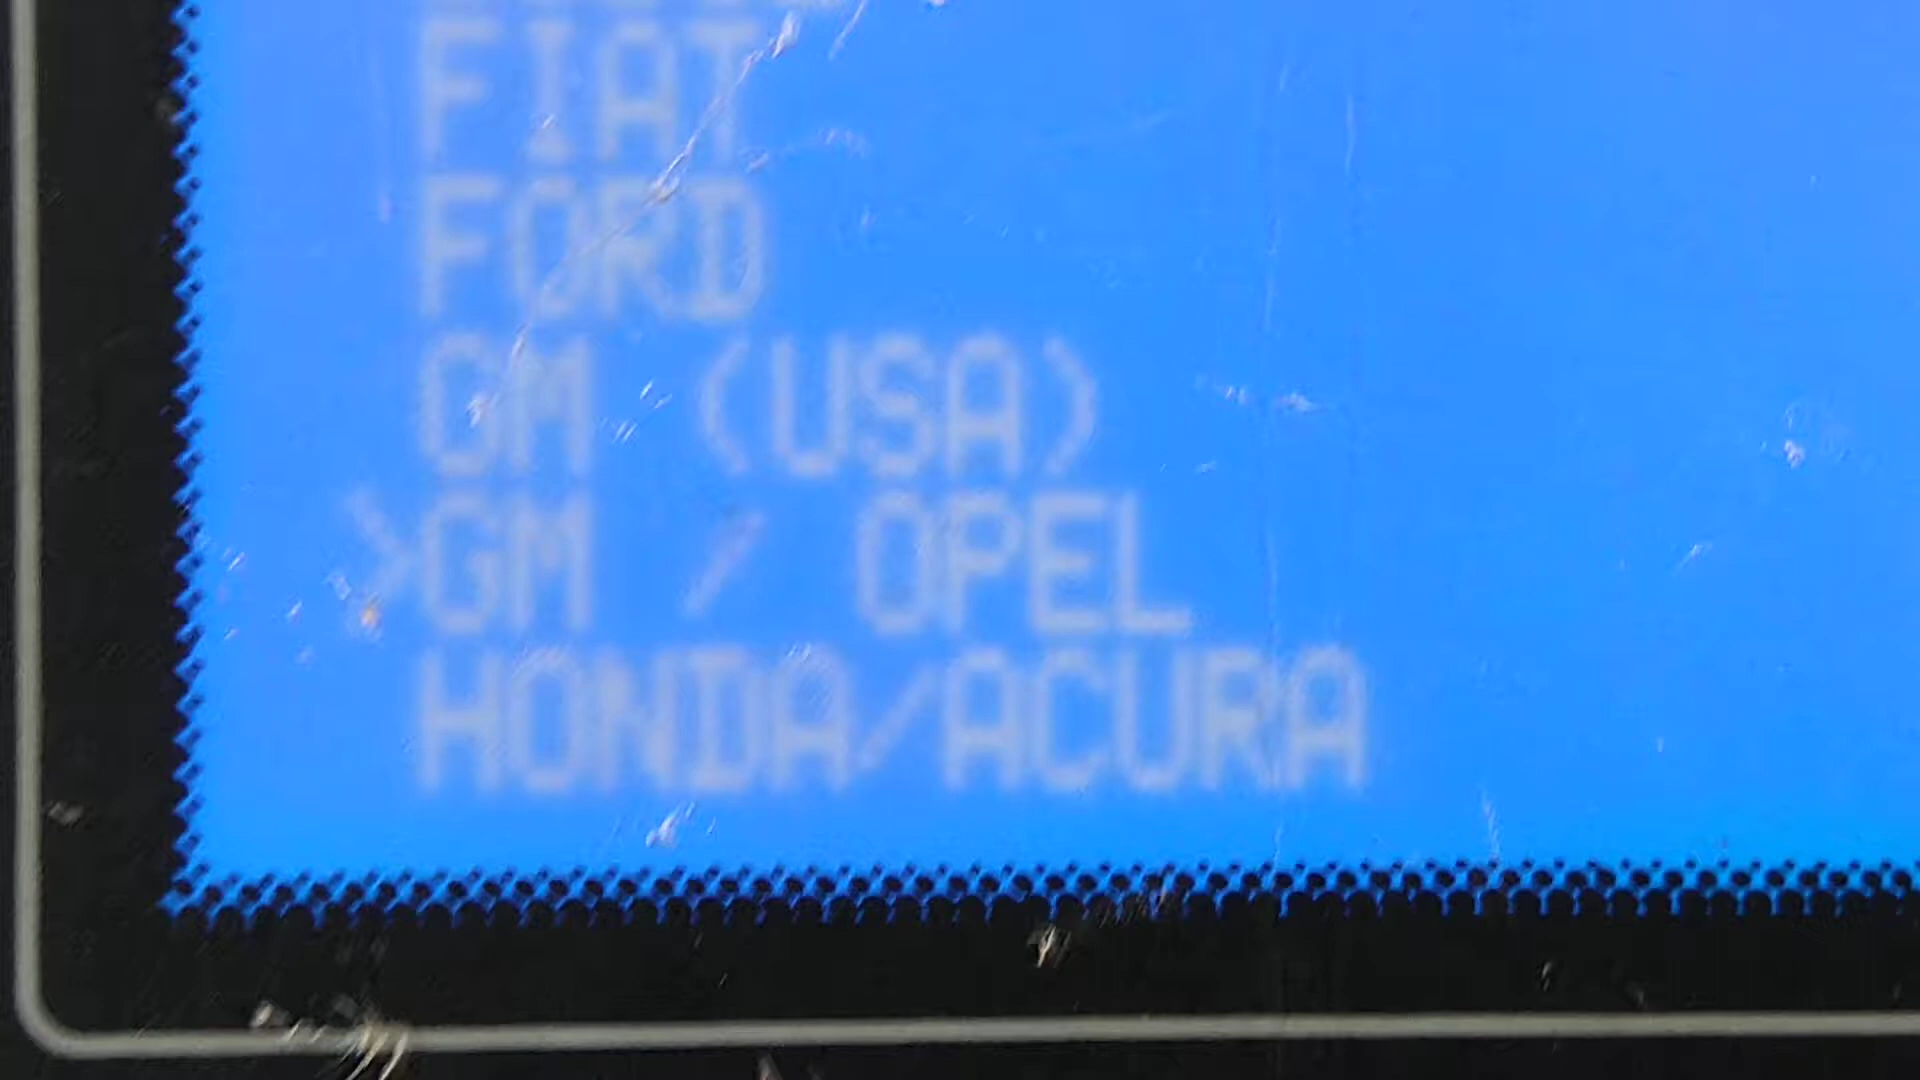 FIAT
FORD
GM (USA)
>GM / OPEL
HONDA/ACURA